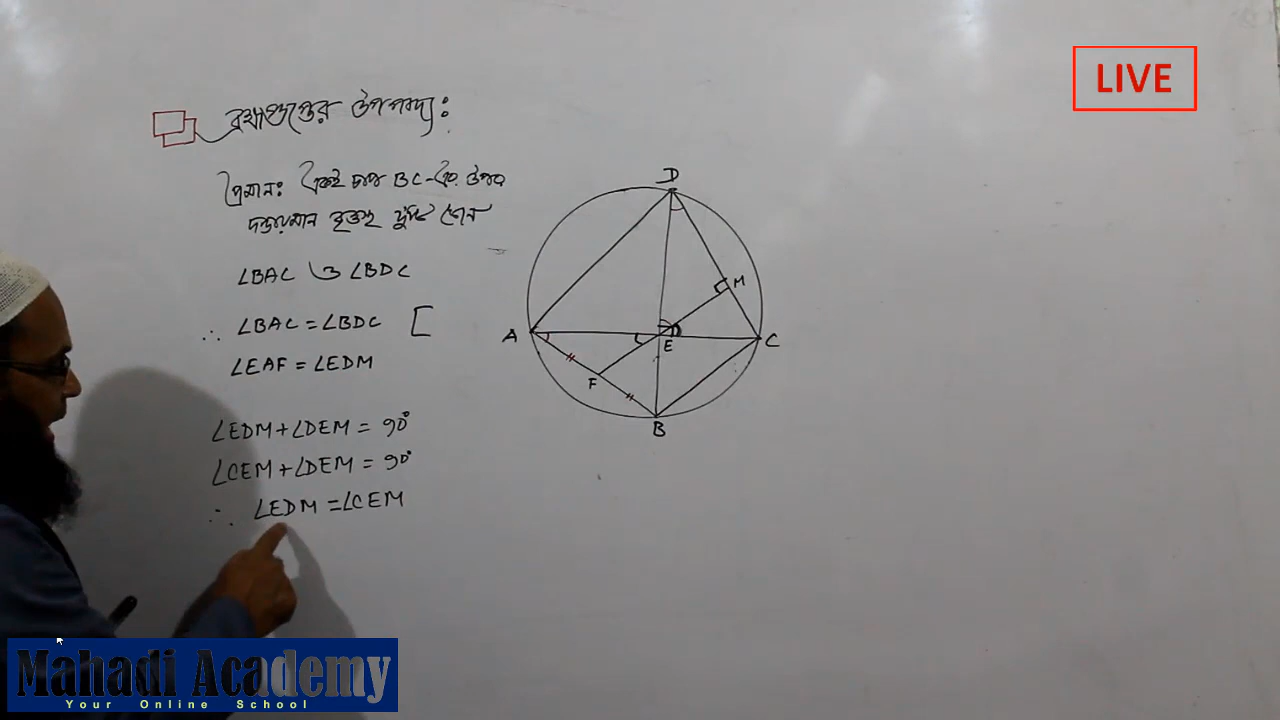 ব্রহ্মগুপ্তের উপপাদ্য :
প্রমান: একই চাপ BC-এর উপর
দন্ডায়মান বৃত্তস্থ দুটি কোন
∠BAC ও ∠BDC
∴ ∠BAC = ∠BDC [
∠EAF = ∠EDM
∠EDM + ∠DEM = 90°
∠CEM + ∠DEM = 90°
∴ ∠EDM = ∠CEM
D
M
A
E
C
F
B
LIVE
Mahadi Academy
Your Online School